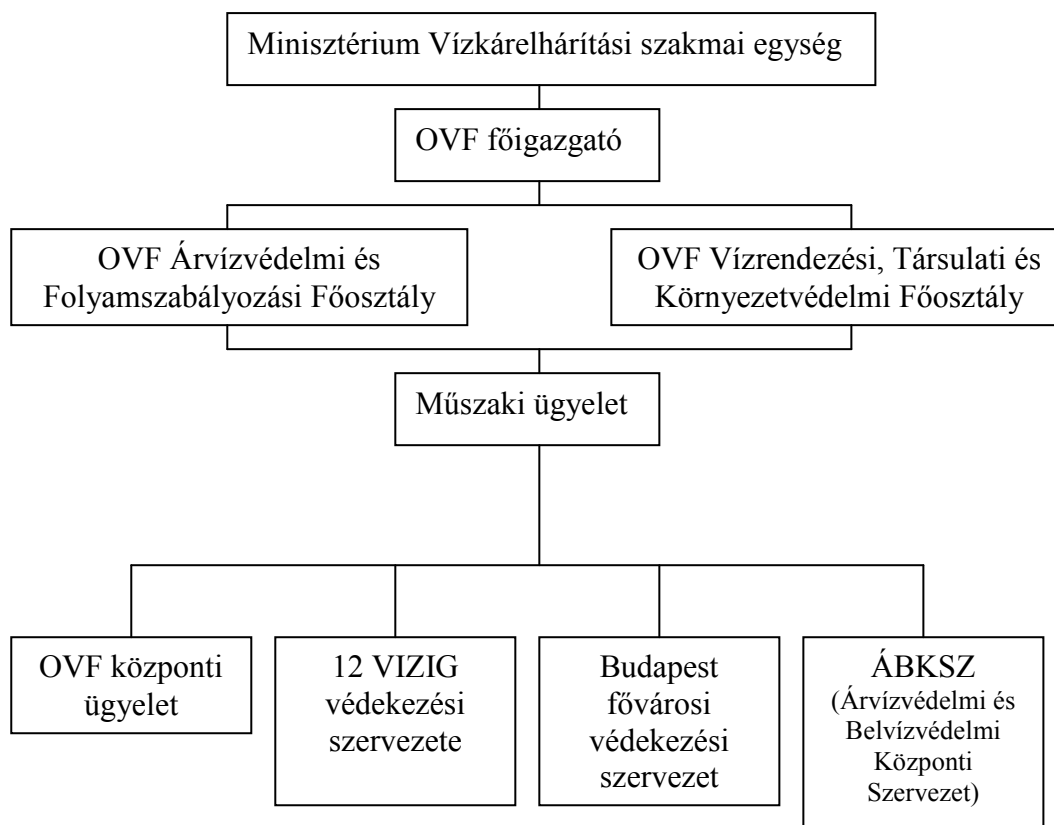 Minisztérium Vízkárelhárítási szakmai egység
OVF főigazgató
OVF Árvízvédelmi és
Folyamszabályozási Főosztály
OVF Vízrendezési, Társulati és
Környezetvédelmi Főosztály
Műszaki ügyelet
OVF központi
ügyelet
12 VIZIG
védekezési
szervezete
Budapest
fővárosi
védekezési
szervezet
ÁBKSZ
(Árvízvédelmi és
Belvízvédelmi
Központi
Szervezet)